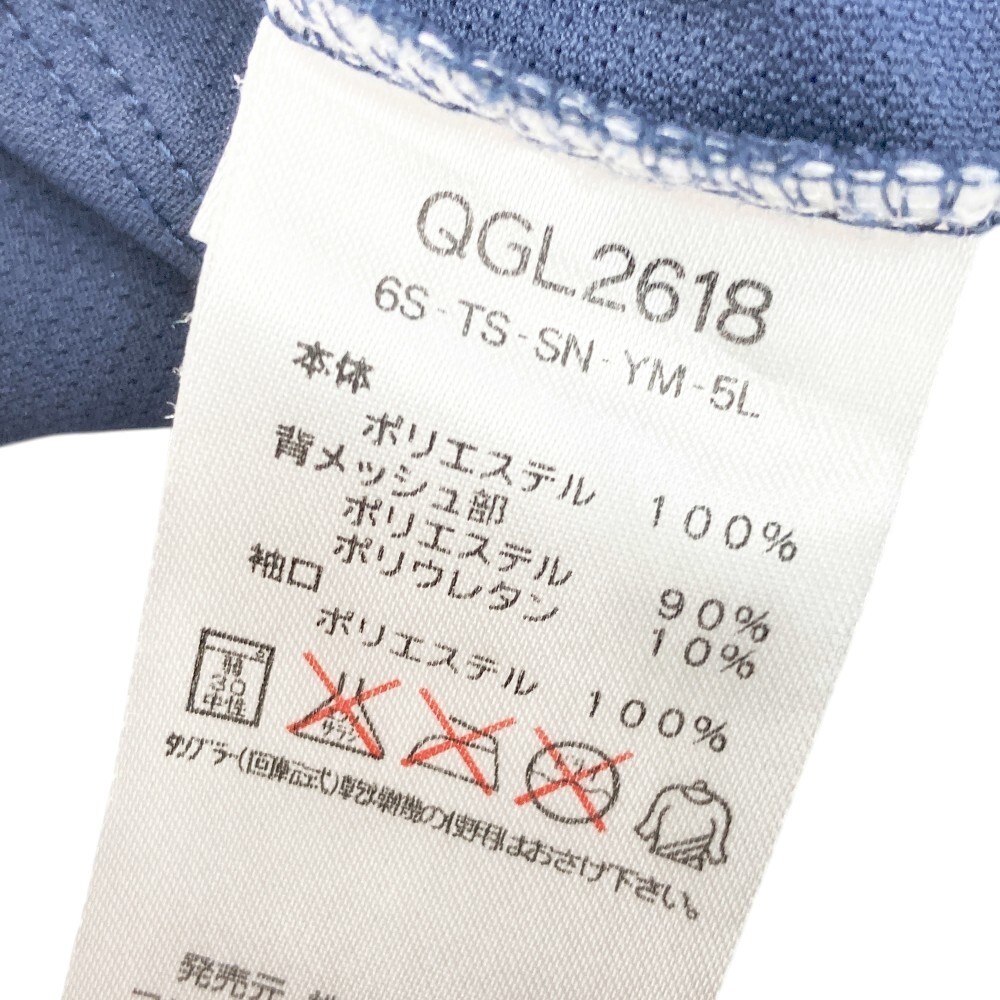 QGL2618
6S-TS-SN-YM-5L
本体
ポリエステル 100%
背メッシュ部
ポリエステル 90%
ポリウレタン 10%
袖口
ポリエステル 100%
弱
30
中性
タンブラー(回転式)乾燥機の使用はおさけ下さい。
発売元